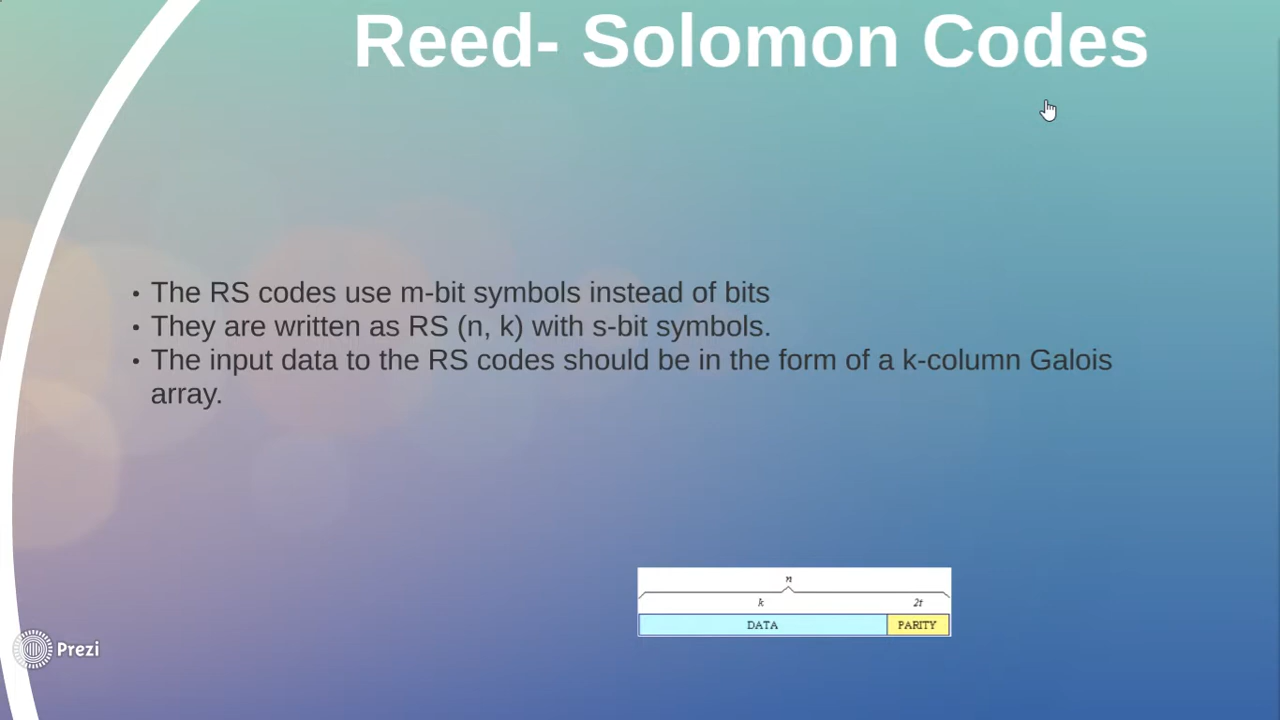 Reed- Solomon Codes
• The RS codes use m-bit symbols instead of bits
• They are written as RS (n, k) with s-bit symbols.
• The input data to the RS codes should be in the form of a k-column Galois
array.
n
k 2t
DATA PARITY
Prezi